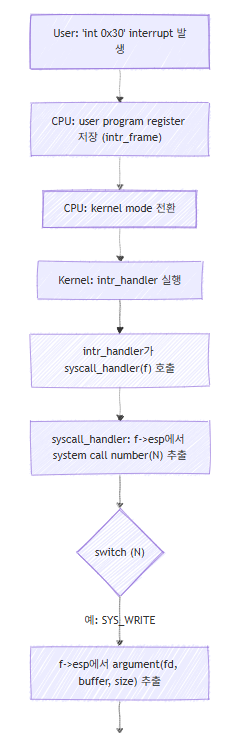 User: 'int 0x30' interrupt 발
생
CPU: user program register
저장 (intr_frame)
CPU: kernel mode 전환
Kernel: intr_handler 실행
intr_handler가
syscall_handler(f) 호출
syscall_handler: f->esp에서
system call number(N) 추출
switch (N)
예: SYS_WRITE
f->esp에서 argument(fd,
buffer, size) 추출